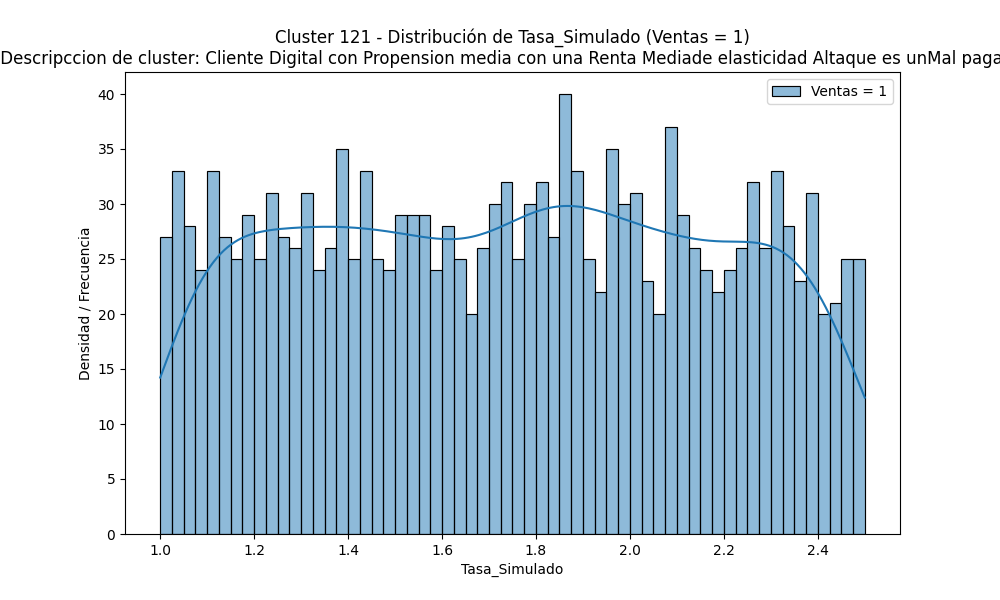 Cluster 121 - Distribución de Tasa_Simulado (Ventas = 1)
Descripccion de cluster: Cliente Digital con Propension media con una Renta Mediade elasticidad Altaque es unMal paga
Ventas = 1
Densidad / Frecuencia
40
35
30
25
20
15
10
5
0
1.0 1.2 1.4 1.6 1.8 2.0 2.2 2.4
Tasa_Simulado